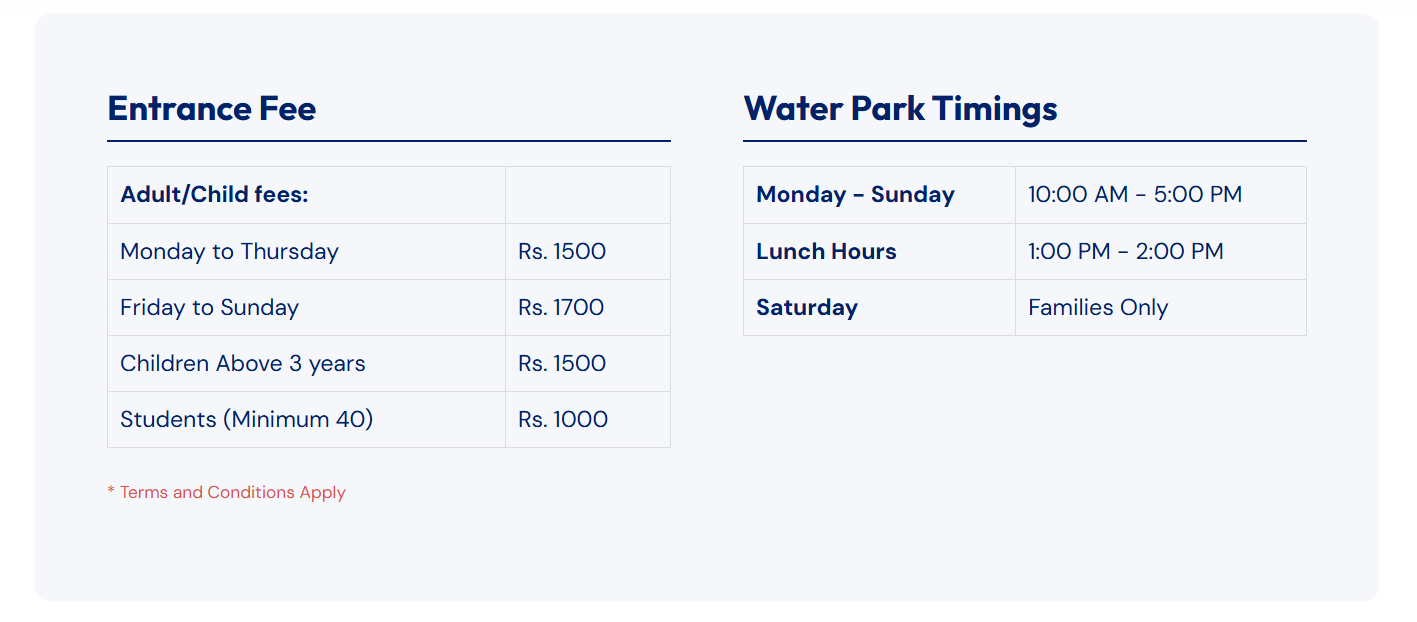 Entrance Fee
Adult/Child fees:
Monday to Thursday Rs. 1500
Friday to Sunday Rs. 1700
Children Above 3 years Rs. 1500
Students (Minimum 40) Rs. 1000
* Terms and Conditions Apply
Water Park Timings
Monday – Sunday 10:00 AM – 5:00 PM
Lunch Hours 1:00 PM – 2:00 PM
Saturday Families Only